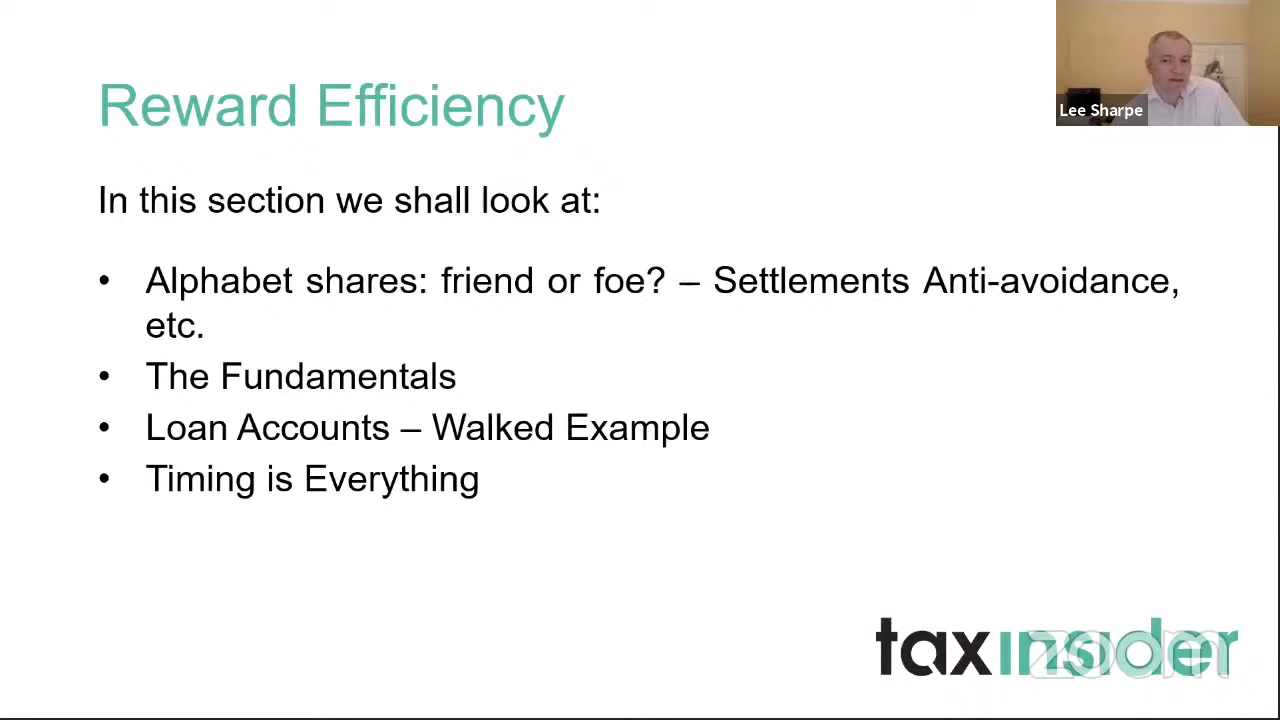 Reward Efficiency
Lee Sharpe
In this section we shall look at:
• Alphabet shares: friend or foe? – Settlements Anti-avoidance,
etc.
• The Fundamentals
• Loan Accounts – Walked Example
• Timing is Everything
taxinsider
zoom